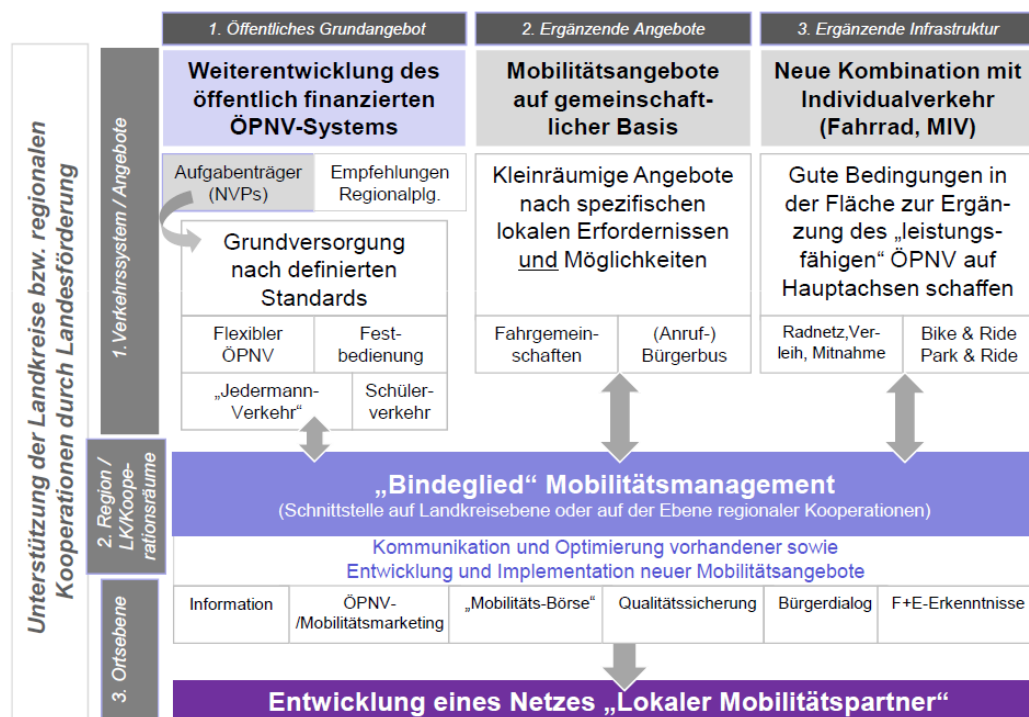 Unterstützung der Landkreise bzw. regionalen
Kooperationen durch Landesförderung
1.Verkehrssystem / Angebote
1. Öffentliches Grundangebot
Weiterentwicklung des
öffentlich finanzierten
ÖPNV-Systems
Aufgabenträger
(NVPs)
Empfehlungen
Regionalplg.
Grundversorgung
nach definierten
Standards
Flexibler
ÖPNV
Fest-
bedienung
„Jedermann-
Verkehr“
Schüler-
verkehr
2. Ergänzende Angebote
Mobilitätsangebote
auf gemeinschaft-
licher Basis
Kleinräumige Angebote
nach spezifischen
lokalen Erfordernissen
und Möglichkeiten
Fahrgemein-
schaften
(Anruf-)
Bürgerbus
3. Ergänzende Infrastruktur
Neue Kombination mit
Individualverkehr
(Fahrrad, MIV)
Gute Bedingungen in
der Fläche zur Ergän-
zung des „leistungs-
fähigen“ ÖPNV auf
Hauptachsen schaffen
Radnetz,Ver-
leih, Mitnahme
Bike & Ride
Park & Ride
2. Region /
LK/Koope-
rationsräume
„Bindeglied“ Mobilitätsmanagement
(Schnittstelle auf Landkreisebene oder auf der Ebene regionaler Kooperationen)
Kommunikation und Optimierung vorhandener sowie
Entwicklung und Implementation neuer Mobilitätsangebote
3. Ortsebene
Information
ÖPNV-
/Mobilitätsmarketing
„Mobilitäts-Börse“
Qualitätssicherung
Bürgerdialog
F+E-Erkenntnisse
Entwicklung eines Netzes „Lokaler Mobilitätspartner“